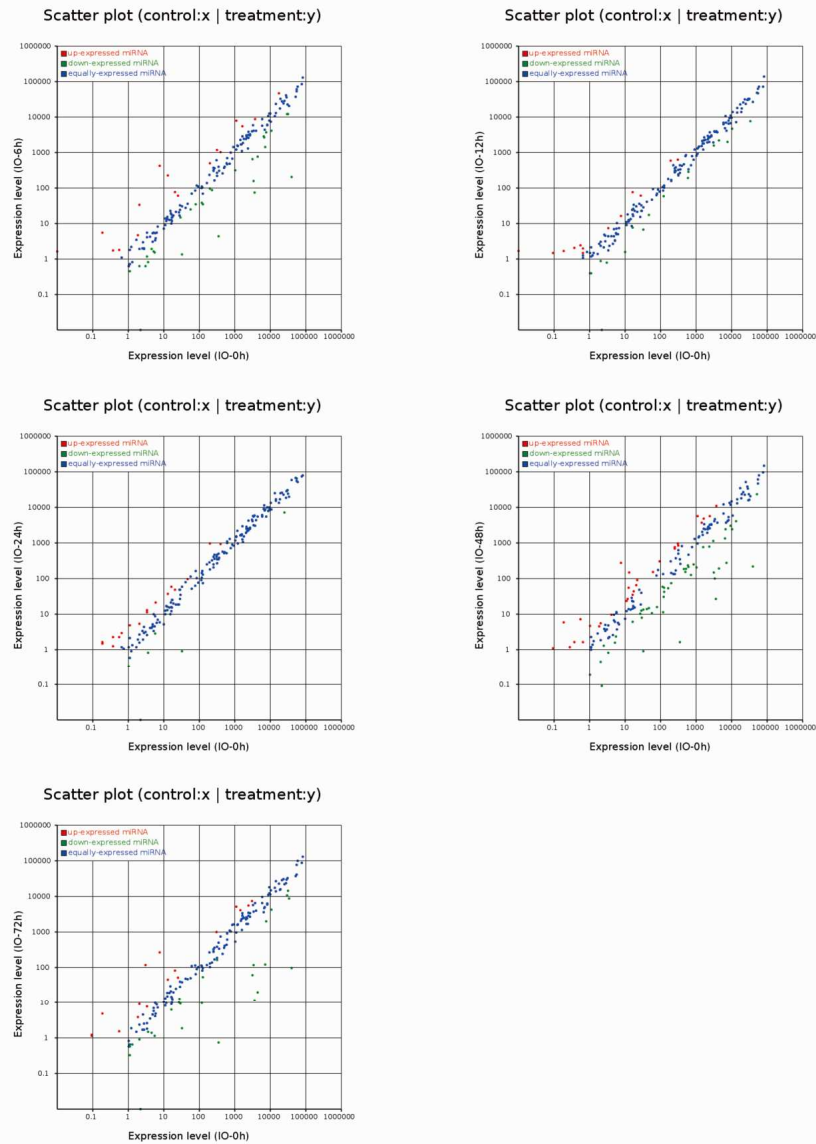 Scatter plot (control:x | treatment:y)
1000000
up-expressed miRNA
down-expressed miRNA
equally-expressed miRNA
100000
10000
1000
100
10
1
0.1
Expression level (IO-6h)
0.1 1 10 100 1000 10000 100000 1000000
Expression level (IO-0h)
Scatter plot (control:x | treatment:y)
1000000
up-expressed miRNA
down-expressed miRNA
equally-expressed miRNA
100000
10000
1000
100
10
1
0.1
Expression level (IO-12h)
0.1 1 10 100 1000 10000 100000 1000000
Expression level (IO-0h)
Scatter plot (control:x | treatment:y)
1000000
up-expressed miRNA
down-expressed miRNA
equally-expressed miRNA
100000
10000
1000
100
10
1
0.1
Expression level (IO-24h)
0.1 1 10 100 1000 10000 100000 1000000
Expression level (IO-0h)
Scatter plot (control:x | treatment:y)
1000000
up-expressed miRNA
down-expressed miRNA
equally-expressed miRNA
100000
10000
1000
100
10
1
0.1
Expression level (IO-48h)
0.1 1 10 100 1000 10000 100000 1000000
Expression level (IO-0h)
Scatter plot (control:x | treatment:y)
1000000
up-expressed miRNA
down-expressed miRNA
equally-expressed miRNA
100000
10000
1000
100
10
1
0.1
Expression level (IO-72h)
0.1 1 10 100 1000 10000 100000 1000000
Expression level (IO-0h)